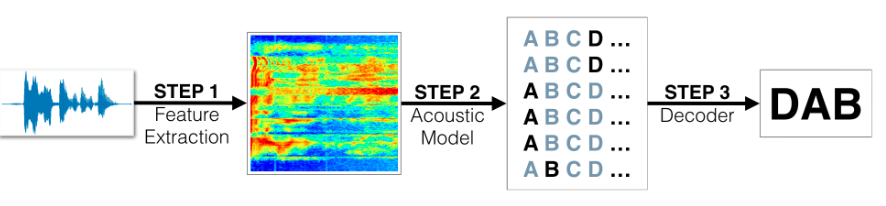 STEP 1
Feature
Extraction
STEP 2
Acoustic
Model
A B C D ...
A B C D ...
A B C D ...
A B C D ...
A B C D ...
A B C D ...
STEP 3
Decoder
DAB